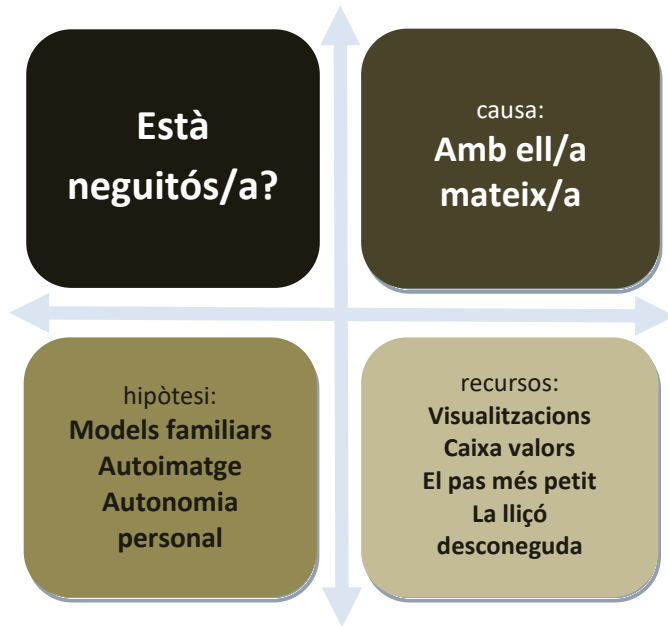 Està
neguitós/a?
causa:
Amb ell/a
mateix/a
hipòtesi:
Models familiars
Autoimatge
Autonomia
personal
recursos:
Visualitzacions
Caixa valors
El pas més petit
La lliçó
desconeguda